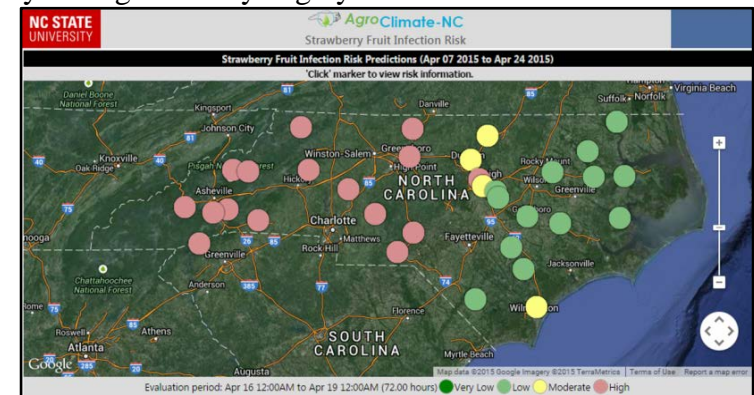 NC STATE
UNIVERSITY
AgroClimate-NC
Strawberry Fruit Infection Risk
Strawberry Fruit Infection Risk Predictions (Apr 07 2015 to Apr 24 2015)
'Click' marker to view risk information.
Daniel Boone
National Forest
Kingsport
Johnson City
Danville
Suffolk
Norfolk
Virginia Beach
Knoxville
Oak Ridge
Winston-Salem
High Point
Rocky Mount
Asheville
NORTH
CAROLINA
Greenville
Charlotte
Matthews
Rock Hill
Fayetteville
Greenville
Jacksonville
Chattahoochee
National Forest
Anderson
Florence
Roswell
Athens
Atlanta
SOUTH
CAROLINA
Myrtle Beach
Augusta
Google
Map data ©2015 Google Imagery ©2015 TerraMetrics
Terms of Use
Report a map error
Evaluation period: Apr 16 12:00AM to Apr 19 12:00AM (72.00 hours) Very Low Low Moderate High